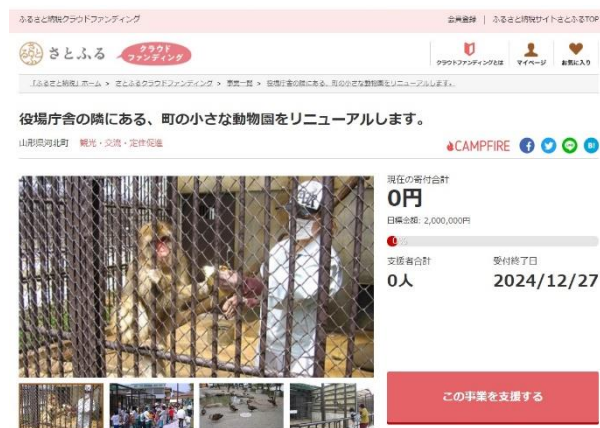 ふるさと納税クラウドファンディング
会員登録 | ふるさと納税サイトさとふるTOP
さとふる
クラウド
ファンディング
クラウドファンディングとは
マイページ
お気に入り
「ふるさと納税」ホーム > さとふるクラウドファンディング > 事業一覧 > 役場庁舎の隣にある、町の小さな動物園をリニューアルします。
役場庁舎の隣にある、町の小さな動物園をリニューアルします。
山形県河北町 観光・交流・定住促進
CAMPFIRE
現在の寄付合計
0円
目標金額: 2,000,000円
支援者合計
受付終了日
0人
2024/12/27
この事業を支援する